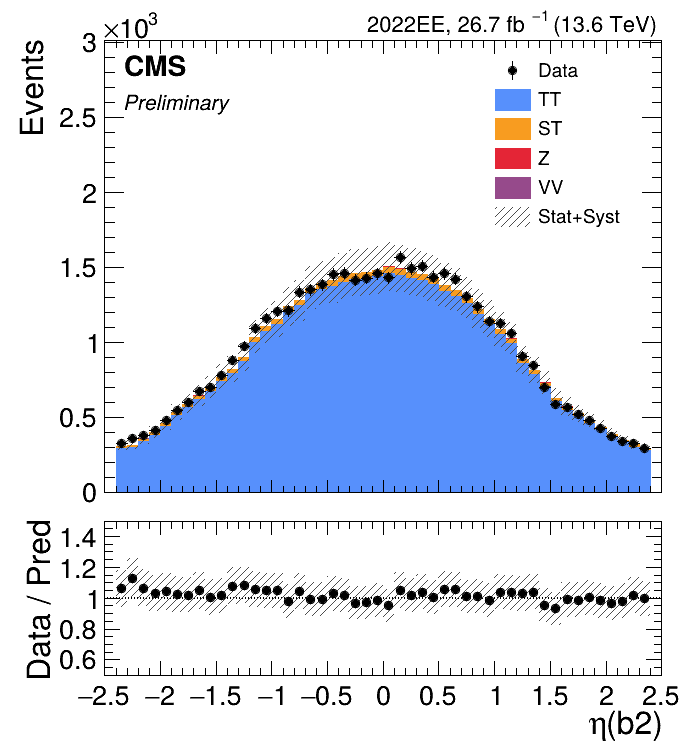 ×10³
2022EE, 26.7 fb ⁻¹ (13.6 TeV)
Events
3
2.5
2
1.5
1
0.5
0
CMS
Preliminary
Data
TT
ST
Z
VV
Stat+Syst
Data / Pred
1.4
1.2
1
0.8
0.6
−2.5 −2 −1.5 −1 −0.5 0 0.5 1 1.5 2 2.5
η(b2)